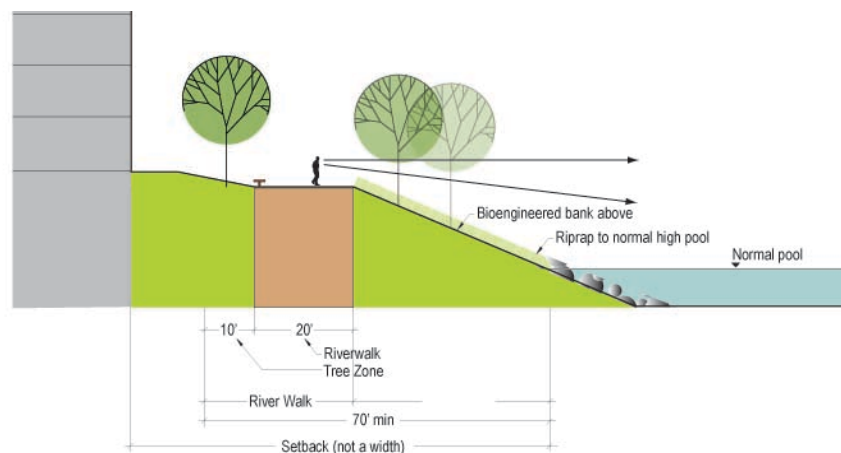 Bioengineered bank above
Riprap to normal high pool
Normal pool
10'
20'
Riverwalk
Tree Zone
River Walk
70' min
Setback (not a width)